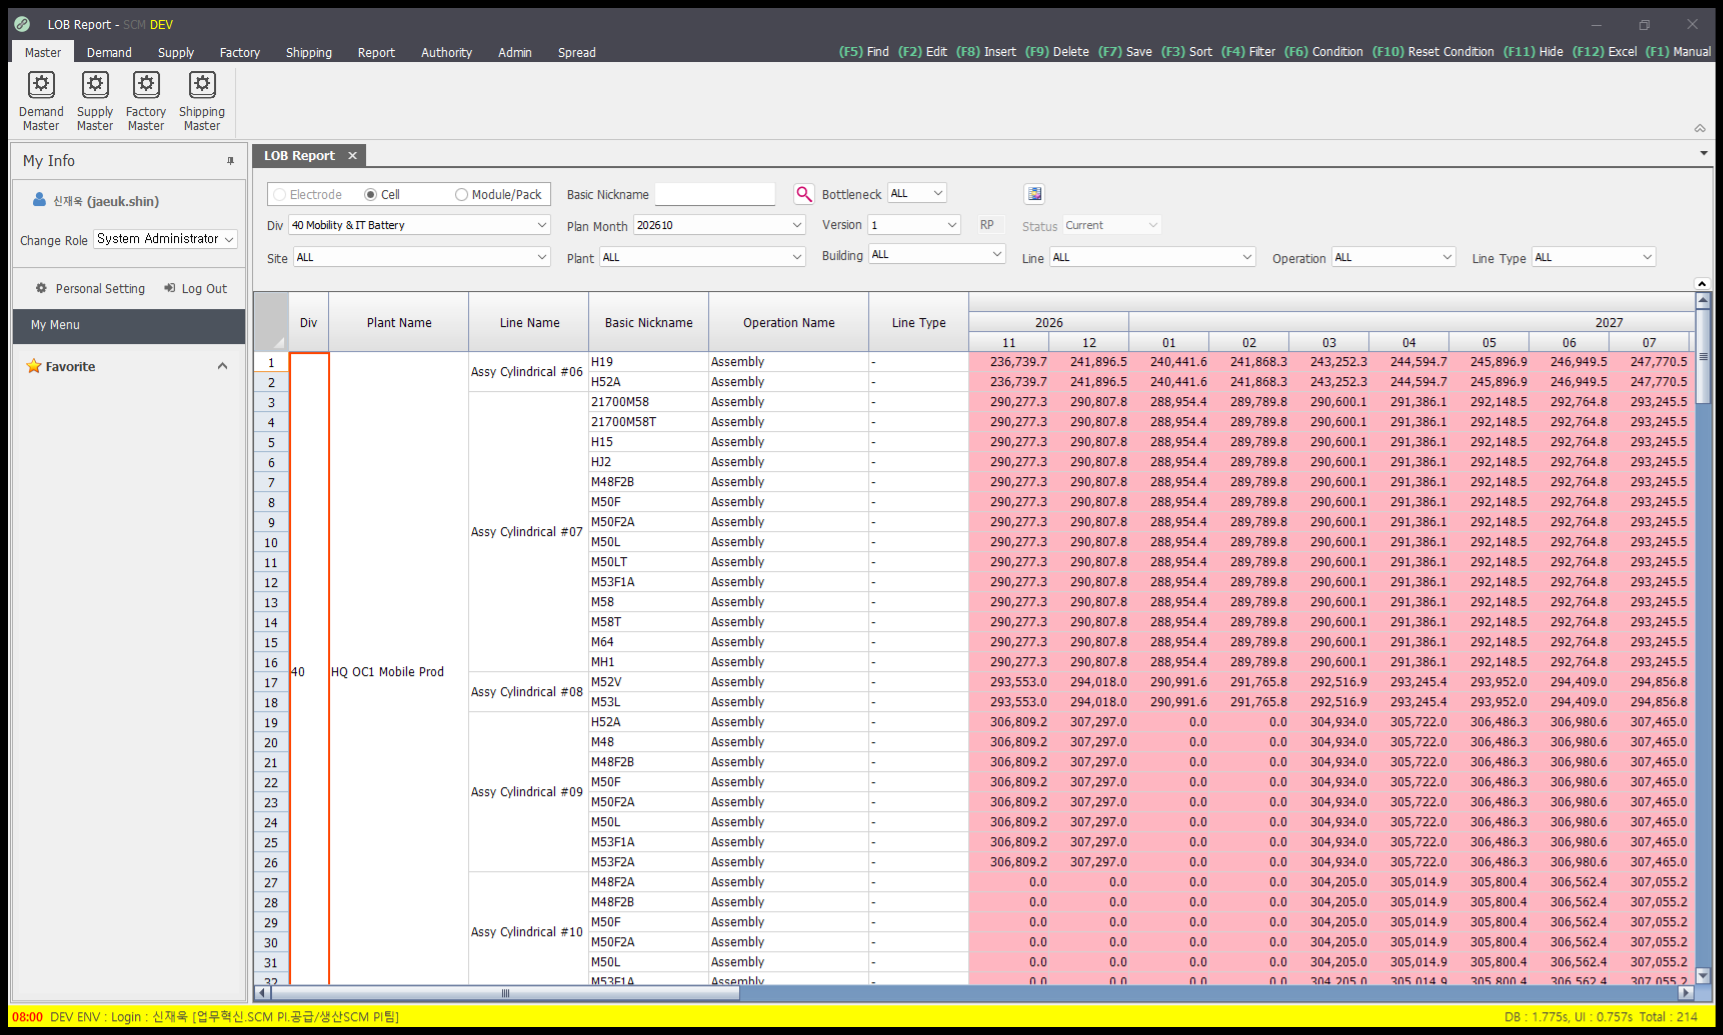 LOB Report - SCM DEV
Master Demand Supply Factory Shipping Report Authority Admin Spread (F5) Find (F2) Edit (F8) Insert (F9) Delete (F7) Save (F3) Sort (F4) Filter (F6) Condition (F10) Reset Condition (F11) Hide (F12) Excel (F1) Manual
Demand Master Supply Master Factory Master Shipping Master
My Info
신재욱 (jaeuk.shin)
Change Role System Administrator
Personal Setting Log Out
My Menu
Favorite
LOB Report
Electrode Cell Module/Pack Basic Nickname Bottleneck ALL
Div 40 Mobility & IT Battery Plan Month 202610 Version 1 RP Status Current
Site ALL Plant ALL Building ALL Line ALL Operation ALL Line Type ALL
Div Plant Name Line Name Basic Nickname Operation Name Line Type 2026 2027
11 12 01 02 03 04 05 06 07
40 HQ OC1 Mobile Prod
Assy Cylindrical #06
1 H19 Assembly - 236,739.7 241,896.5 240,441.6 241,868.3 243,252.3 244,594.7 245,896.9 246,949.5 247,770.5
2 H52A Assembly - 236,739.7 241,896.5 240,441.6 241,868.3 243,252.3 244,594.7 245,896.9 246,949.5 247,770.5
Assy Cylindrical #07
3 21700M58 Assembly - 290,277.3 290,807.8 288,954.4 289,789.8 290,600.1 291,386.1 292,148.5 292,764.8 293,245.5
4 21700M58T Assembly - 290,277.3 290,807.8 288,954.4 289,789.8 290,600.1 291,386.1 292,148.5 292,764.8 293,245.5
5 H15 Assembly - 290,277.3 290,807.8 288,954.4 289,789.8 290,600.1 291,386.1 292,148.5 292,764.8 293,245.5
6 HJ2 Assembly - 290,277.3 290,807.8 288,954.4 289,789.8 290,600.1 291,386.1 292,148.5 292,764.8 293,245.5
7 M48F2B Assembly - 290,277.3 290,807.8 288,954.4 289,789.8 290,600.1 291,386.1 292,148.5 292,764.8 293,245.5
8 M50F Assembly - 290,277.3 290,807.8 288,954.4 289,789.8 290,600.1 291,386.1 292,148.5 292,764.8 293,245.5
9 M50F2A Assembly - 290,277.3 290,807.8 288,954.4 289,789.8 290,600.1 291,386.1 292,148.5 292,764.8 293,245.5
10 M50L Assembly - 290,277.3 290,807.8 288,954.4 289,789.8 290,600.1 291,386.1 292,148.5 292,764.8 293,245.5
11 M50LT Assembly - 290,277.3 290,807.8 288,954.4 289,789.8 290,600.1 291,386.1 292,148.5 292,764.8 293,245.5
12 M53F1A Assembly - 290,277.3 290,807.8 288,954.4 289,789.8 290,600.1 291,386.1 292,148.5 292,764.8 293,245.5
13 M58 Assembly - 290,277.3 290,807.8 288,954.4 289,789.8 290,600.1 291,386.1 292,148.5 292,764.8 293,245.5
14 M58T Assembly - 290,277.3 290,807.8 288,954.4 289,789.8 290,600.1 291,386.1 292,148.5 292,764.8 293,245.5
15 M64 Assembly - 290,277.3 290,807.8 288,954.4 289,789.8 290,600.1 291,386.1 292,148.5 292,764.8 293,245.5
16 MH1 Assembly - 290,277.3 290,807.8 288,954.4 289,789.8 290,600.1 291,386.1 292,148.5 292,764.8 293,245.5
Assy Cylindrical #08
17 M52V Assembly - 293,553.0 294,018.0 290,991.6 291,765.8 292,516.9 293,245.4 293,952.0 294,409.0 294,856.8
18 M53L Assembly - 293,553.0 294,018.0 290,991.6 291,765.8 292,516.9 293,245.4 293,952.0 294,409.0 294,856.8
Assy Cylindrical #09
19 H52A Assembly - 306,809.2 307,297.0 0.0 0.0 304,934.0 305,722.0 306,486.3 306,980.6 307,465.0
20 M48 Assembly - 306,809.2 307,297.0 0.0 0.0 304,934.0 305,722.0 306,486.3 306,980.6 307,465.0
21 M48F2B Assembly - 306,809.2 307,297.0 0.0 0.0 304,934.0 305,722.0 306,486.3 306,980.6 307,465.0
22 M50F Assembly - 306,809.2 307,297.0 0.0 0.0 304,934.0 305,722.0 306,486.3 306,980.6 307,465.0
23 M50F2A Assembly - 306,809.2 307,297.0 0.0 0.0 304,934.0 305,722.0 306,486.3 306,980.6 307,465.0
24 M50L Assembly - 306,809.2 307,297.0 0.0 0.0 304,934.0 305,722.0 306,486.3 306,980.6 307,465.0
25 M53F1A Assembly - 306,809.2 307,297.0 0.0 0.0 304,934.0 305,722.0 306,486.3 306,980.6 307,465.0
26 M53F2A Assembly - 306,809.2 307,297.0 0.0 0.0 304,934.0 305,722.0 306,486.3 306,980.6 307,465.0
Assy Cylindrical #10
27 M48F2A Assembly - 0.0 0.0 0.0 0.0 304,205.0 305,014.9 305,800.4 306,562.4 307,055.2
28 M48F2B Assembly - 0.0 0.0 0.0 0.0 304,205.0 305,014.9 305,800.4 306,562.4 307,055.2
29 M50F Assembly - 0.0 0.0 0.0 0.0 304,205.0 305,014.9 305,800.4 306,562.4 307,055.2
30 M50F2A Assembly - 0.0 0.0 0.0 0.0 304,205.0 305,014.9 305,800.4 306,562.4 307,055.2
31 M50L Assembly - 0.0 0.0 0.0 0.0 304,205.0 305,014.9 305,800.4 306,562.4 307,055.2
32 M53F1A Assembly - 0.0 0.0 0.0 0.0 304,205.0 305,014.9 305,800.4 306,562.4 307,055.2
08:00 DEV ENV : Login : 신재욱 [업무혁신.SCM PI.공급/생산SCM PI팀] DB : 1.775s, UI : 0.757s Total : 214